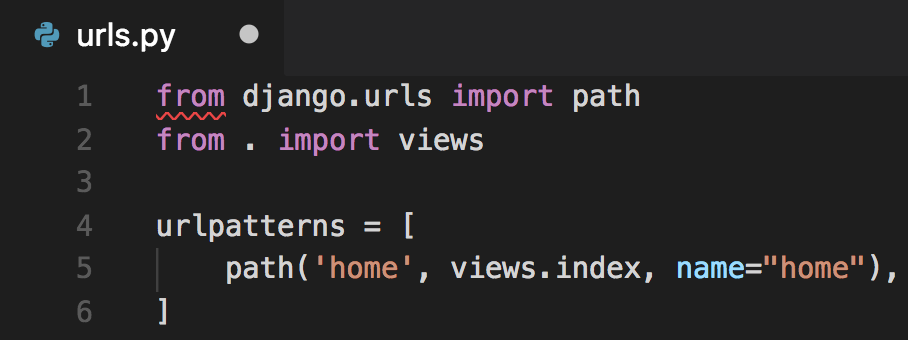 urls.py
1 from django.urls import path
2 from . import views
3
4 urlpatterns = [
5     path('home', views.index, name="home"),
6 ]